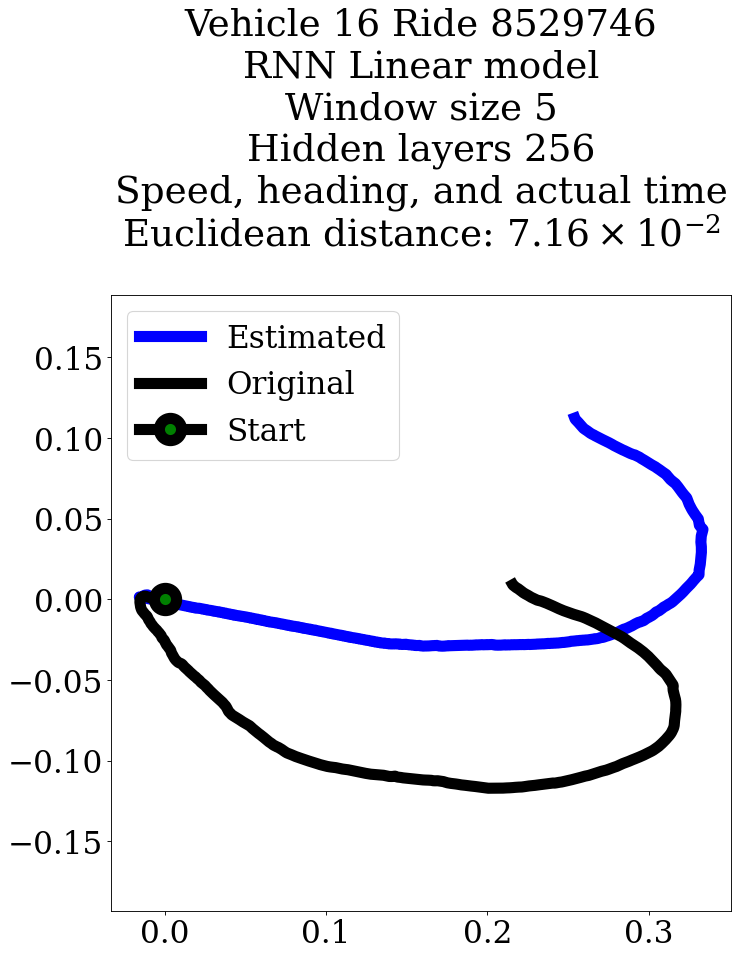 Vehicle 16 Ride 8529746
RNN Linear model
Window size 5
Hidden layers 256
Speed, heading, and actual time
Euclidean distance: 7.16 × 10⁻²
Estimated
Original
Start
0.15
0.10
0.05
0.00
−0.05
−0.10
−0.15
0.0 0.1 0.2 0.3